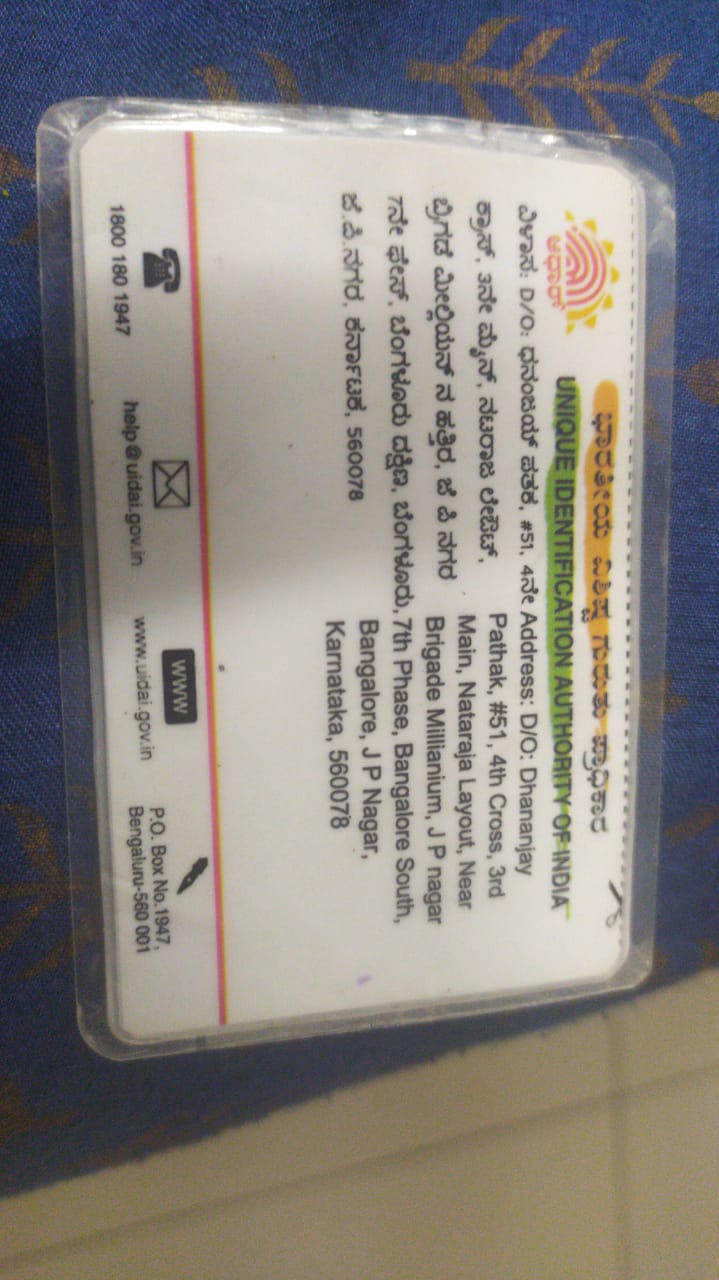 ಭಾರತೀಯ ವಿಶಿಷ್ಟ ಗುರುತು ಪ್ರಾಧಿಕಾರ
UNIQUE IDENTIFICATION AUTHORITY OF INDIA
ಆಧಾರ್
ವಿಳಾಸ: D/O: ಧನಂಜಯ್ ಪಠಕ, #51, 4ನೇ
ಕ್ರಾಸ್, 3ನೇ ಮೈನ್, ನಟರಾಜ ಲೇಔಟ್,
ಬ್ರಿಗೆಡ ಮೀಲ್ಲಿಯನ್ ನ ಹತ್ತಿರ, ಜೆ ಪಿ ನಗರ
7ನೇ ಫೇಸ್, ಬೆಂಗಳೂರು ದಕ್ಷಿಣ, ಬೆಂಗಳೂರು,
ಜೆ.ಪಿ.ನಗರ, ಕರ್ನಾಟಕ, 560078
Address: D/O: Dhananjay
Pathak, #51, 4th Cross, 3rd
Main, Nataraja Layout, Near
Brigade Millianium, J P nagar
7th Phase, Bangalore South,
Bangalore, J P Nagar,
Karnataka, 560078
1800 180 1947
help@uidai.gov.in
WWW
www.uidai.gov.in
P.O. Box No.1947,
Bengaluru-560 001